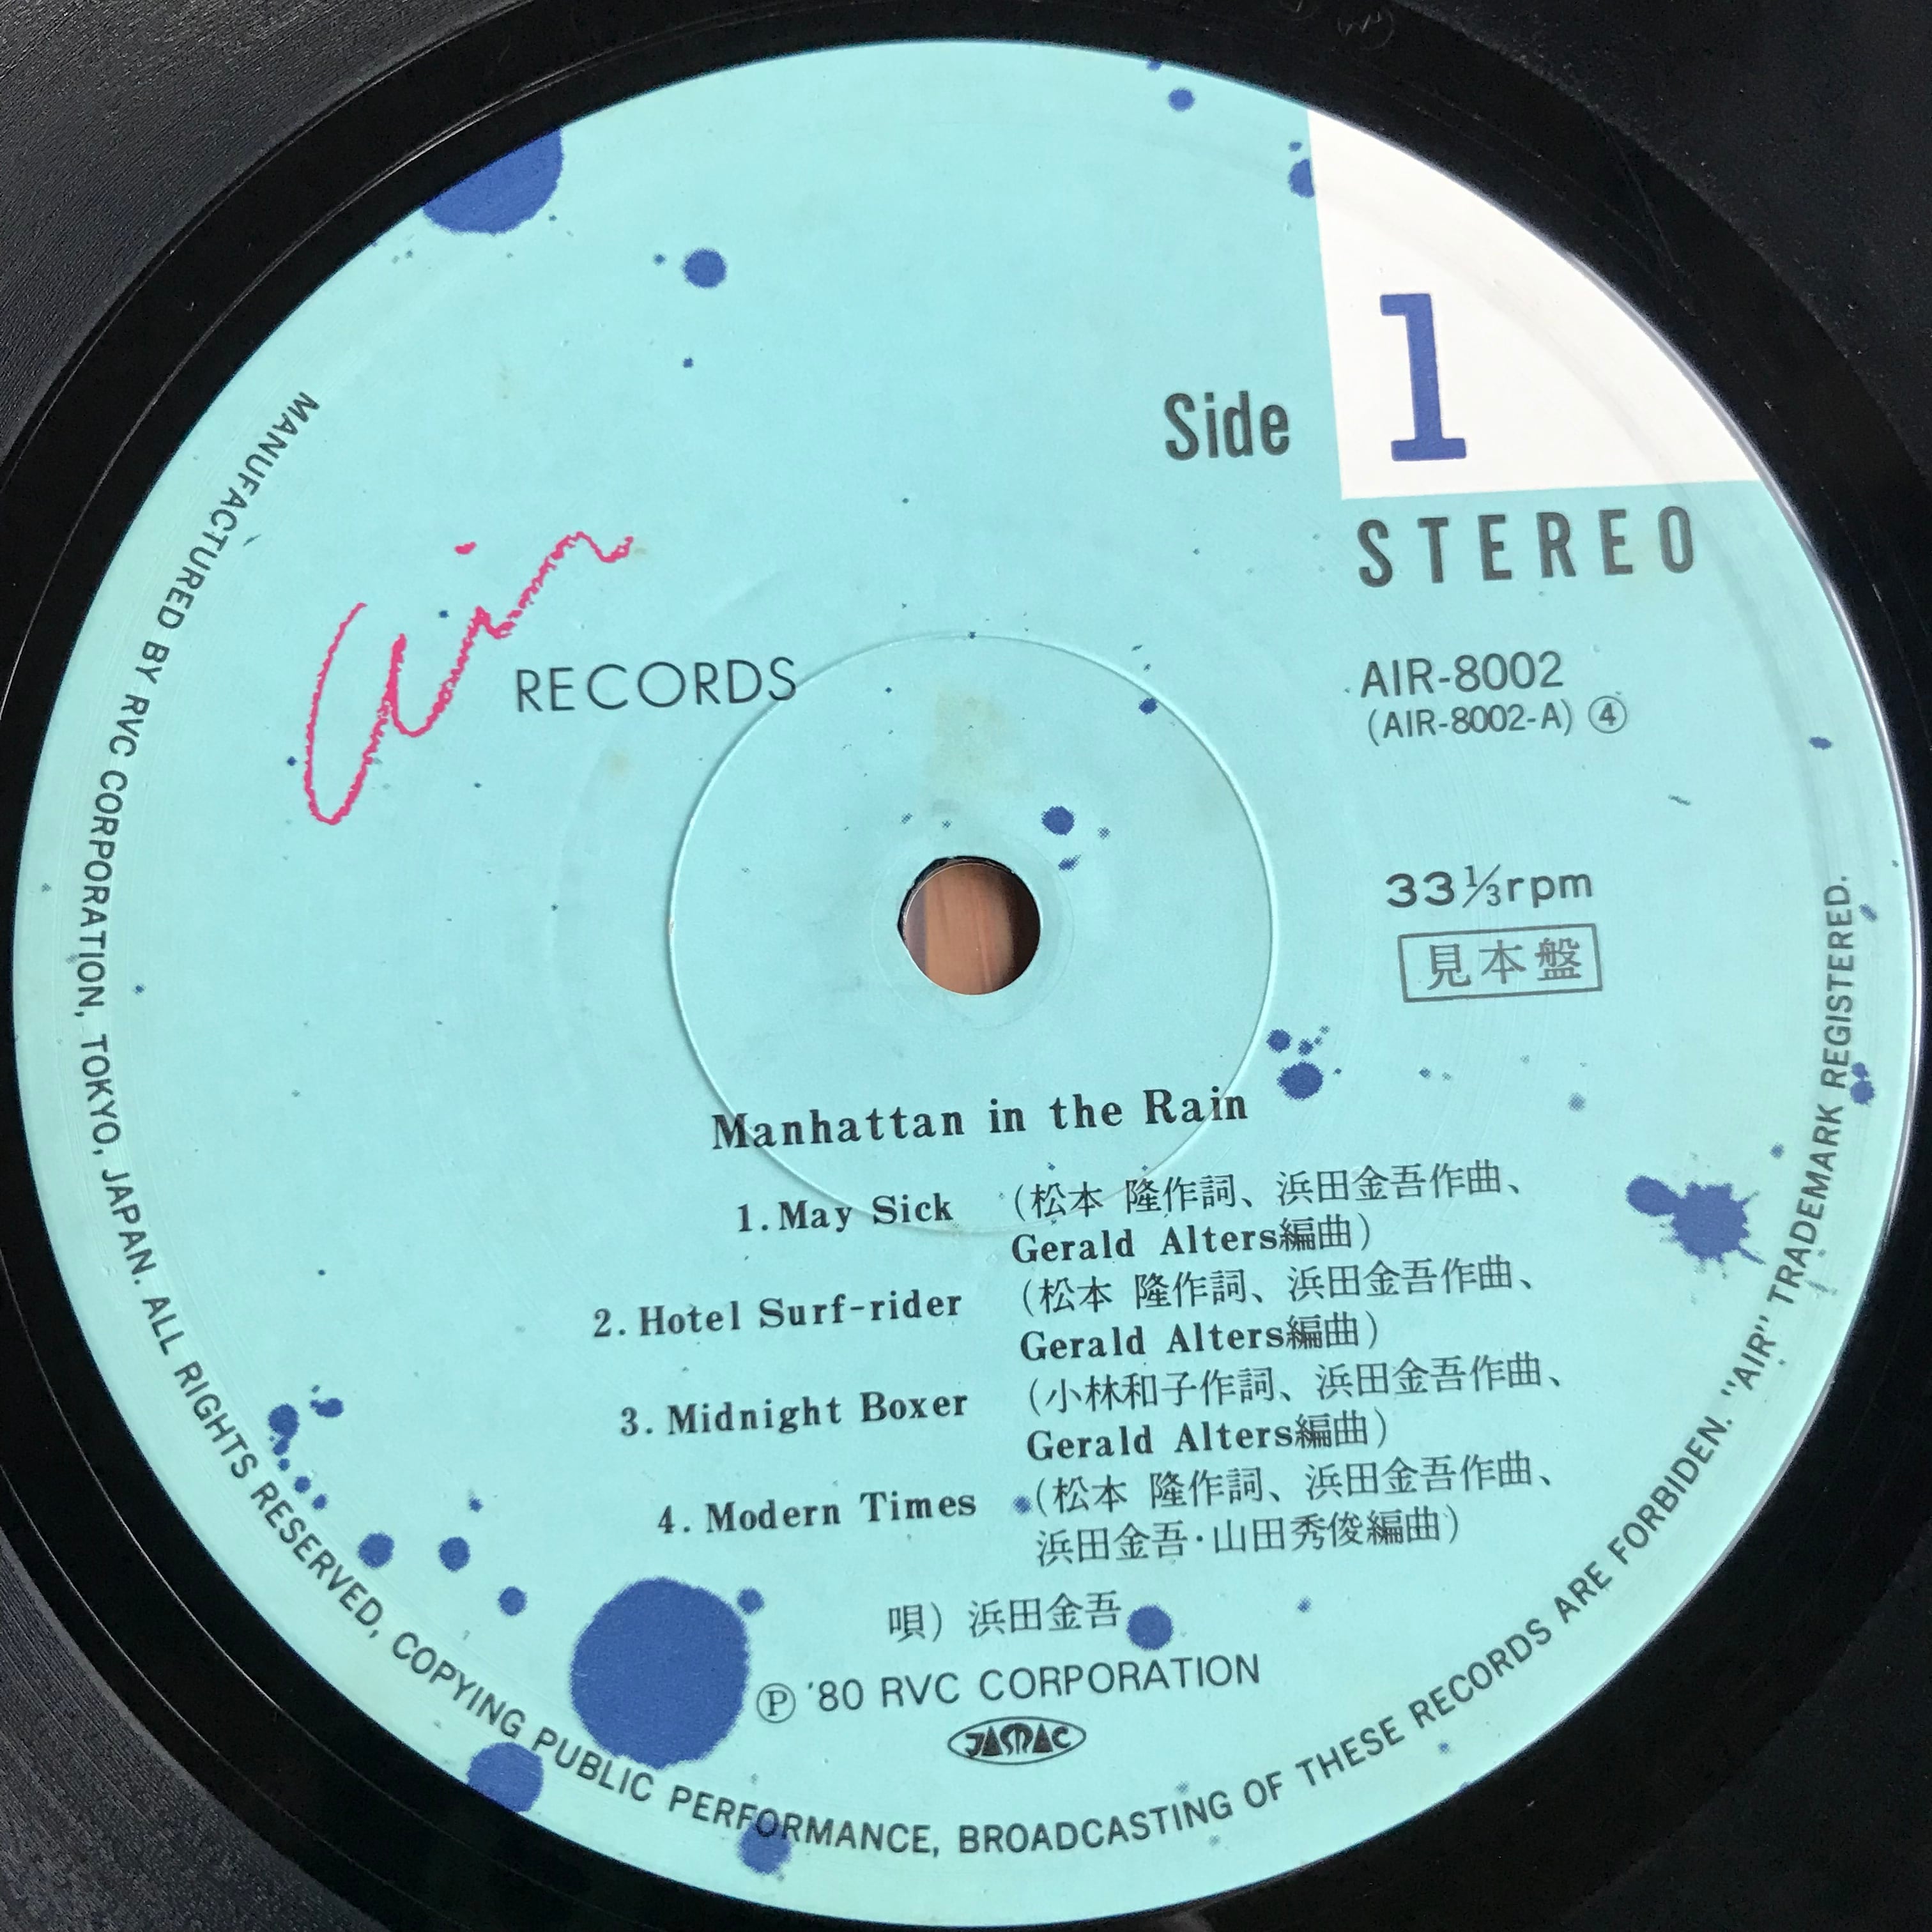 Side 1
STEREO
air
RECORDS
AIR-8002
(AIR-8002-A) ④
33⅓rpm
見本盤
Manhattan in the Rain
1. May Sick (松本 隆作詞、浜田金吾作曲、
Gerald Alters編曲)
2. Hotel Surf-rider (松本 隆作詞、浜田金吾作曲、
Gerald Alters編曲)
3. Midnight Boxer (小林和子作詞、浜田金吾作曲、
Gerald Alters編曲)
4. Modern Times (松本 隆作詞、浜田金吾作曲、
浜田金吾・山田秀俊編曲)
唄) 浜田金吾
Ⓟ '80 RVC CORPORATION
JASRAC
MANUFACTURED BY RVC CORPORATION, TOKYO, JAPAN. ALL RIGHTS RESERVED, COPYING PUBLIC PERFORMANCE, BROADCASTING OF THESE RECORDS ARE FORBIDEN. "AIR" TRADEMARK REGISTERED.